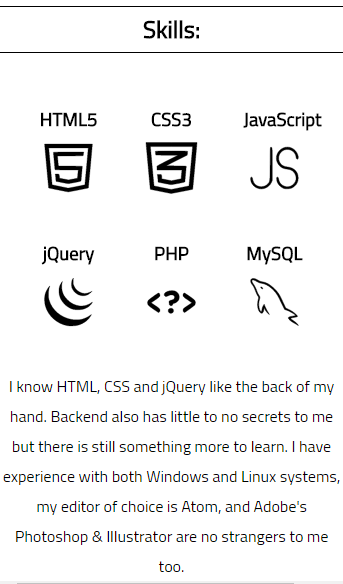 Skills:
HTML5 CSS3 JavaScript
5 3 JS
jQuery PHP MySQL
<?>
I know HTML, CSS and jQuery like the back of my
hand. Backend also has little to no secrets to me
but there is still something more to learn. I have
experience with both Windows and Linux systems,
my editor of choice is Atom, and Adobe's
Photoshop & Illustrator are no strangers to me
too.